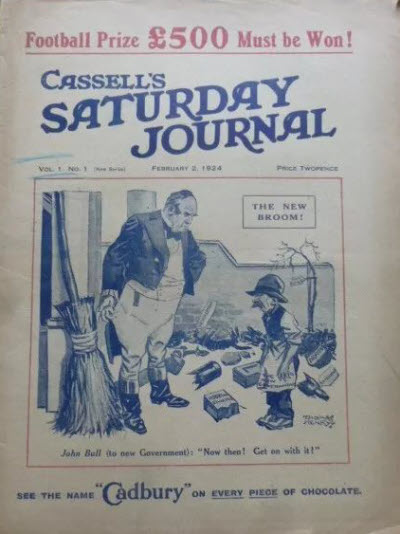 Football Prize £500 Must be Won!
CASSELL'S
SATURDAY
JOURNAL
VOL. 1. NO. 1 [New Series] FEBRUARY 2, 1924 PRICE TWOPENCE
THE NEW
BROOM!
John Bull (to new Government): "Now then! Get on with it!"
SEE THE NAME "Cadbury" ON EVERY PIECE OF CHOCOLATE.